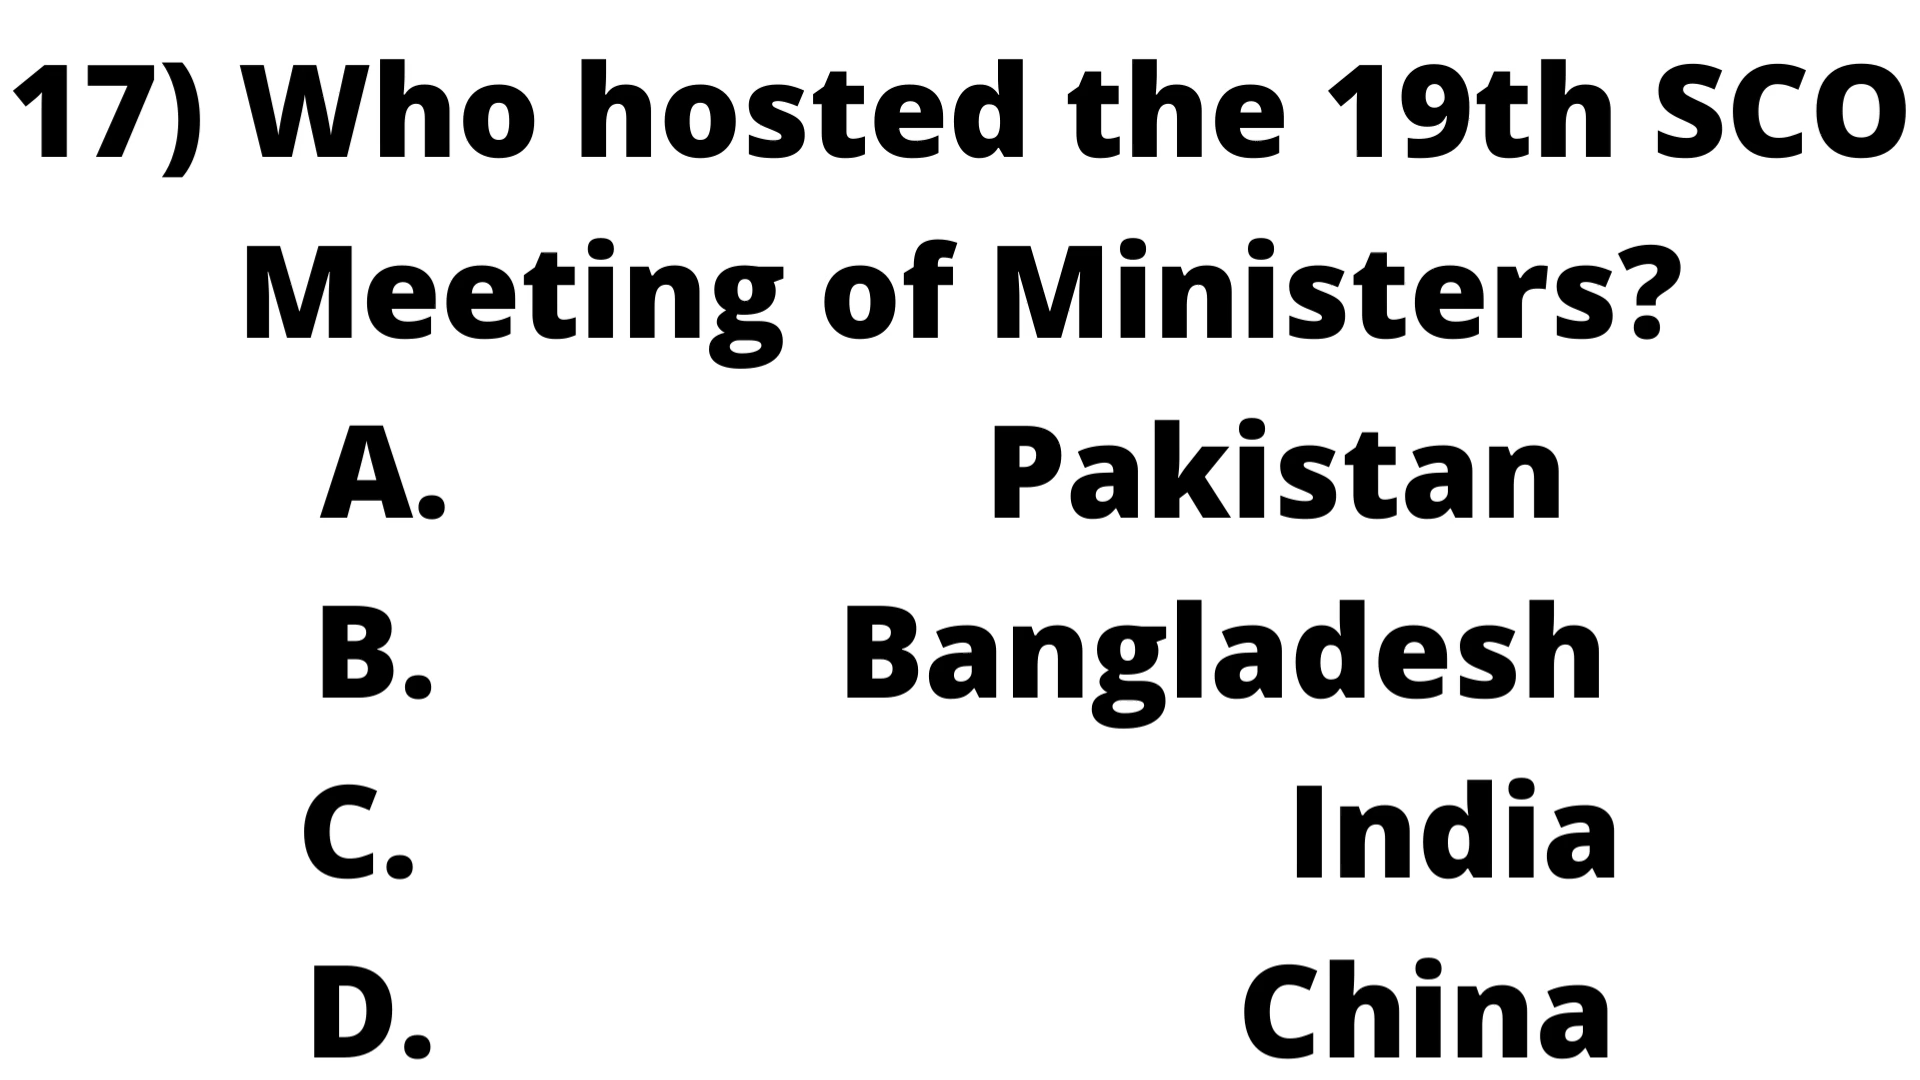 17) Who hosted the 19th SCO
Meeting of Ministers?
A. Pakistan
B. Bangladesh
C. India
D. China